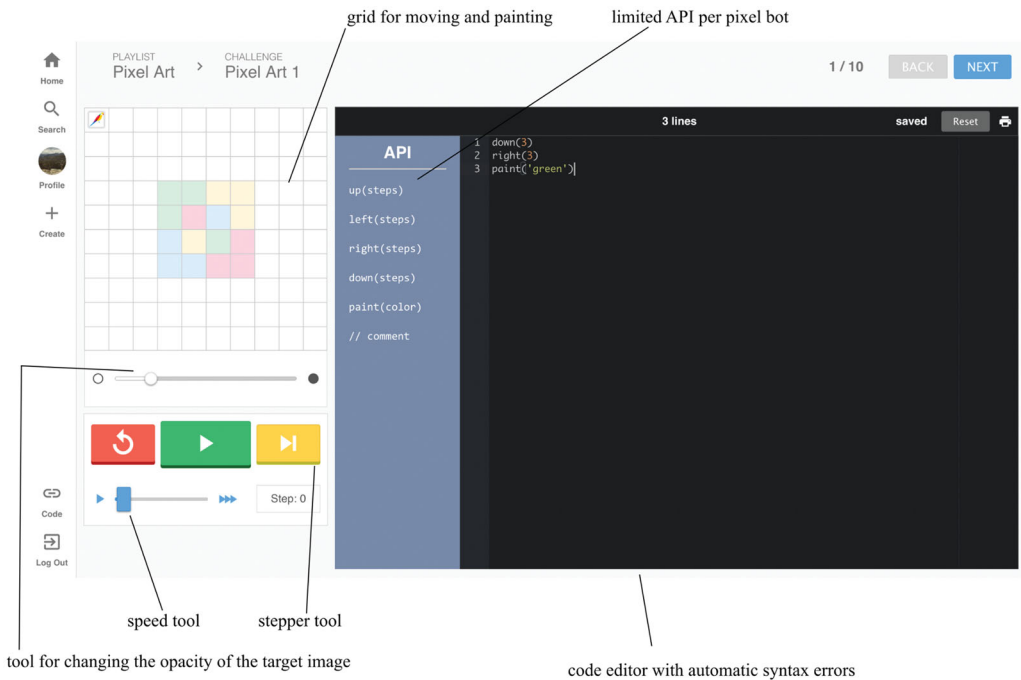 grid for moving and painting
limited API per pixel bot
Home
Search
Profile
Create
Code
Log Out
PLAYLIST
Pixel Art
>
CHALLENGE
Pixel Art 1
1 / 10
BACK
NEXT
3 lines
saved
Reset
API
up(steps)
left(steps)
right(steps)
down(steps)
paint(color)
// comment
1 down(3)
2 right(3)
3 paint('green')
Step: 0
speed tool
stepper tool
tool for changing the opacity of the target image
code editor with automatic syntax errors